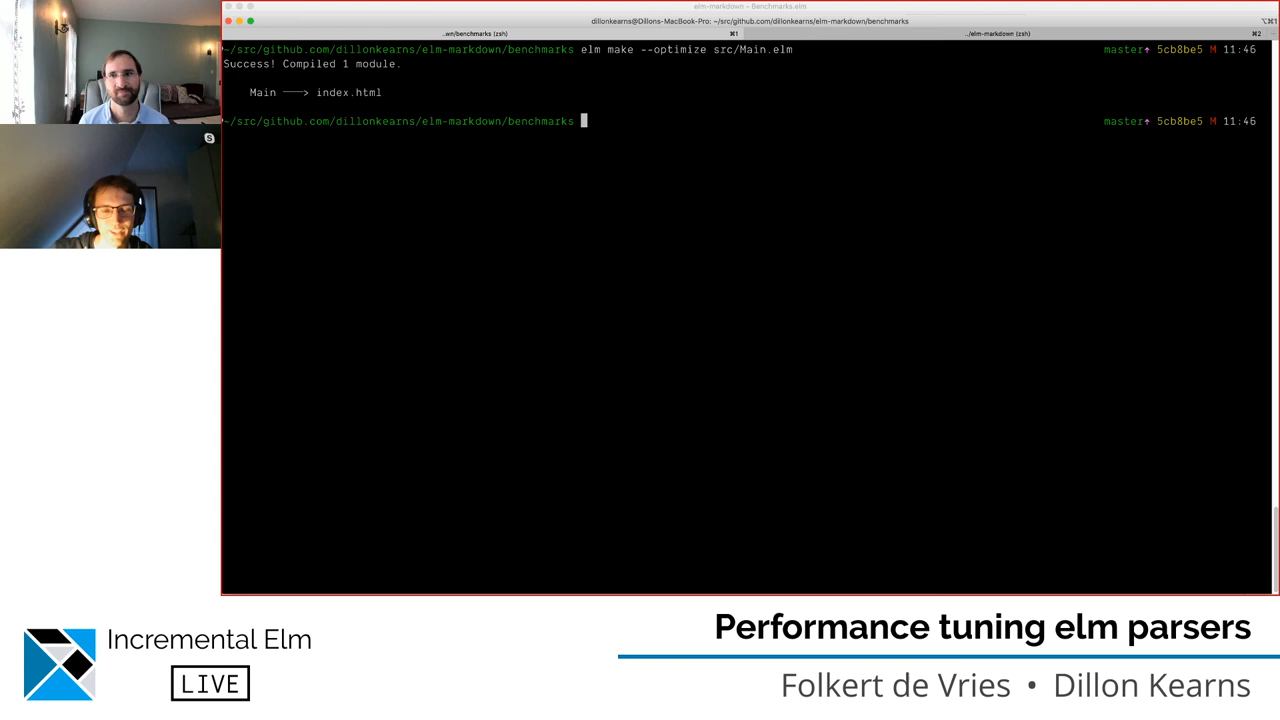 elm-markdown – Benchmarks.elm
dillonkearns@Dillons-MacBook-Pro: ~/src/github.com/dillonkearns/elm-markdown/benchmarks
⌥⌘1
..wn/benchmarks (zsh) ⌘1 ../elm-markdown (zsh) ⌘2
~/src/github.com/dillonkearns/elm-markdown/benchmarks elm make --optimize src/Main.elm master↑ 5cb8be5 M 11:46
Success! Compiled 1 module.
Main ———> index.html
~/src/github.com/dillonkearns/elm-markdown/benchmarks master↑ 5cb8be5 M 11:46
Incremental Elm
LIVE
Performance tuning elm parsers
Folkert de Vries • Dillon Kearns